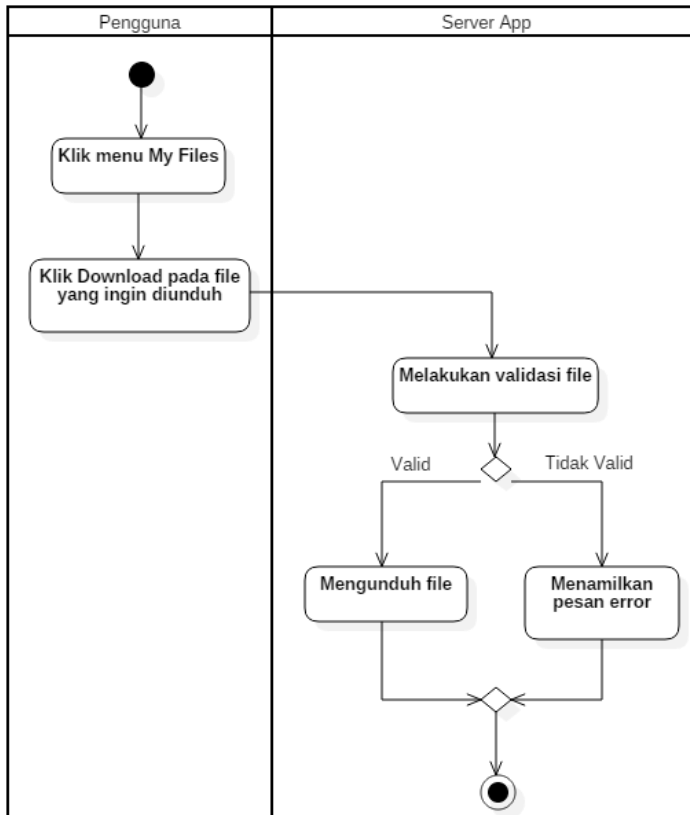 Pengguna
Server App
Klik menu My Files
Klik Download pada file
yang ingin diunduh
Melakukan validasi file
Valid
Tidak Valid
Mengunduh file
Menamilkan
pesan error